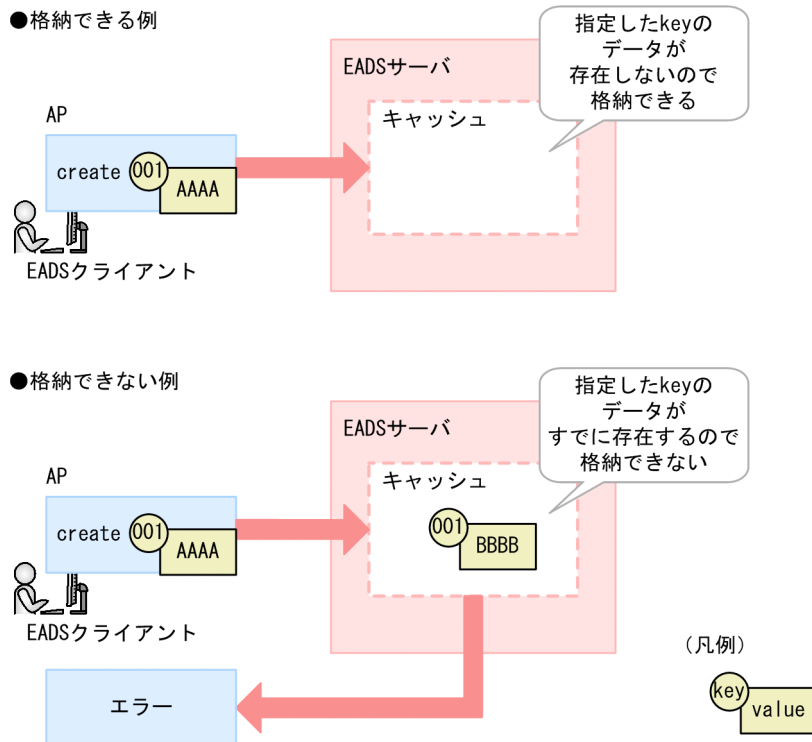 ●格納できる例
指定したkeyの
データが
存在しないので
格納できる
EADSサーバ
キャッシュ
AP
create
001
AAAA
EADSクライアント
●格納できない例
指定したkeyの
データが
すでに存在するので
格納できない
EADSサーバ
キャッシュ
AP
create
001
AAAA
001
BBBB
EADSクライアント
エラー
(凡例)
key
value